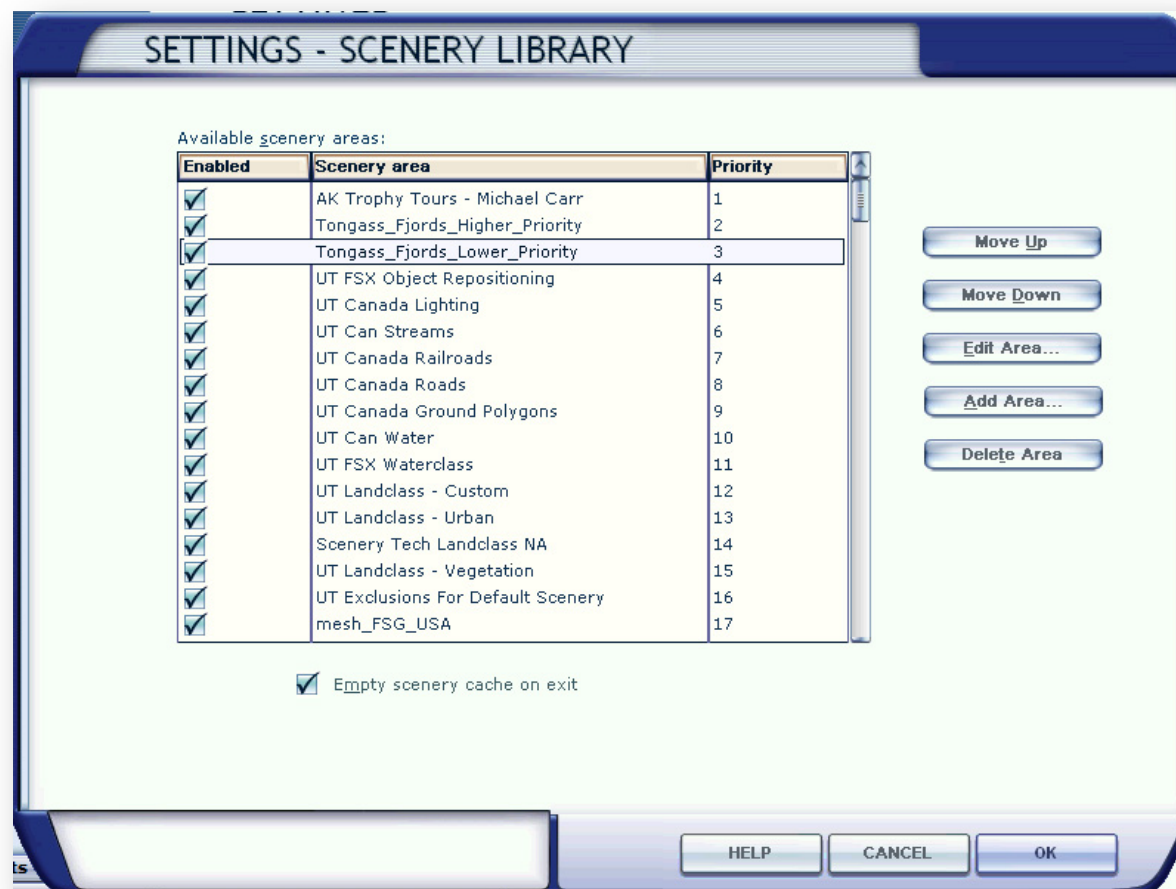 SETTINGS - SCENERY LIBRARY
Available scenery areas:
Enabled Scenery area Priority
AK Trophy Tours - Michael Carr 1
Tongass_Fjords_Higher_Priority 2
Tongass_Fjords_Lower_Priority 3
UT FSX Object Repositioning 4
UT Canada Lighting 5
UT Can Streams 6
UT Canada Railroads 7
UT Canada Roads 8
UT Canada Ground Polygons 9
UT Can Water 10
UT FSX Waterclass 11
UT Landclass - Custom 12
UT Landclass - Urban 13
Scenery Tech Landclass NA 14
UT Landclass - Vegetation 15
UT Exclusions For Default Scenery 16
mesh_FSG_USA 17
Move Up
Move Down
Edit Area...
Add Area...
Delete Area
Empty scenery cache on exit
ts
HELP CANCEL OK